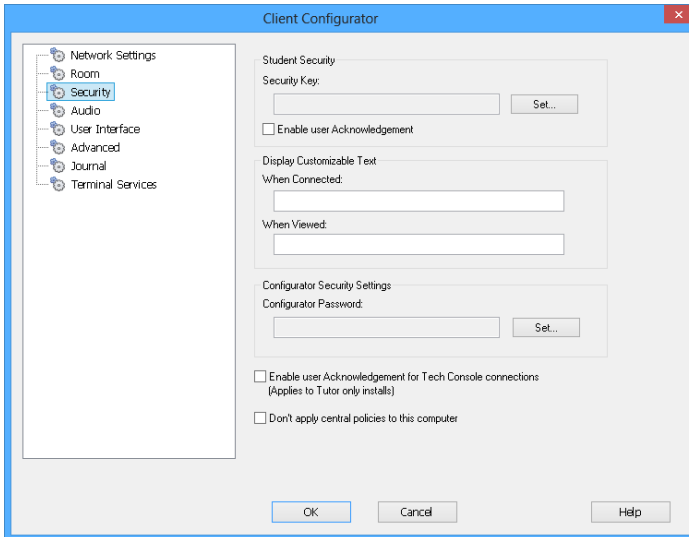 Client Configurator
Network Settings
Room
Security
Audio
User Interface
Advanced
Journal
Terminal Services
Student Security
Security Key:
Set...
Enable user Acknowledgement
Display Customizable Text
When Connected:
When Viewed:
Configurator Security Settings
Configurator Password:
Set...
Enable user Acknowledgement for Tech Console connections
(Applies to Tutor only installs)
Don't apply central policies to this computer
OK Cancel Help